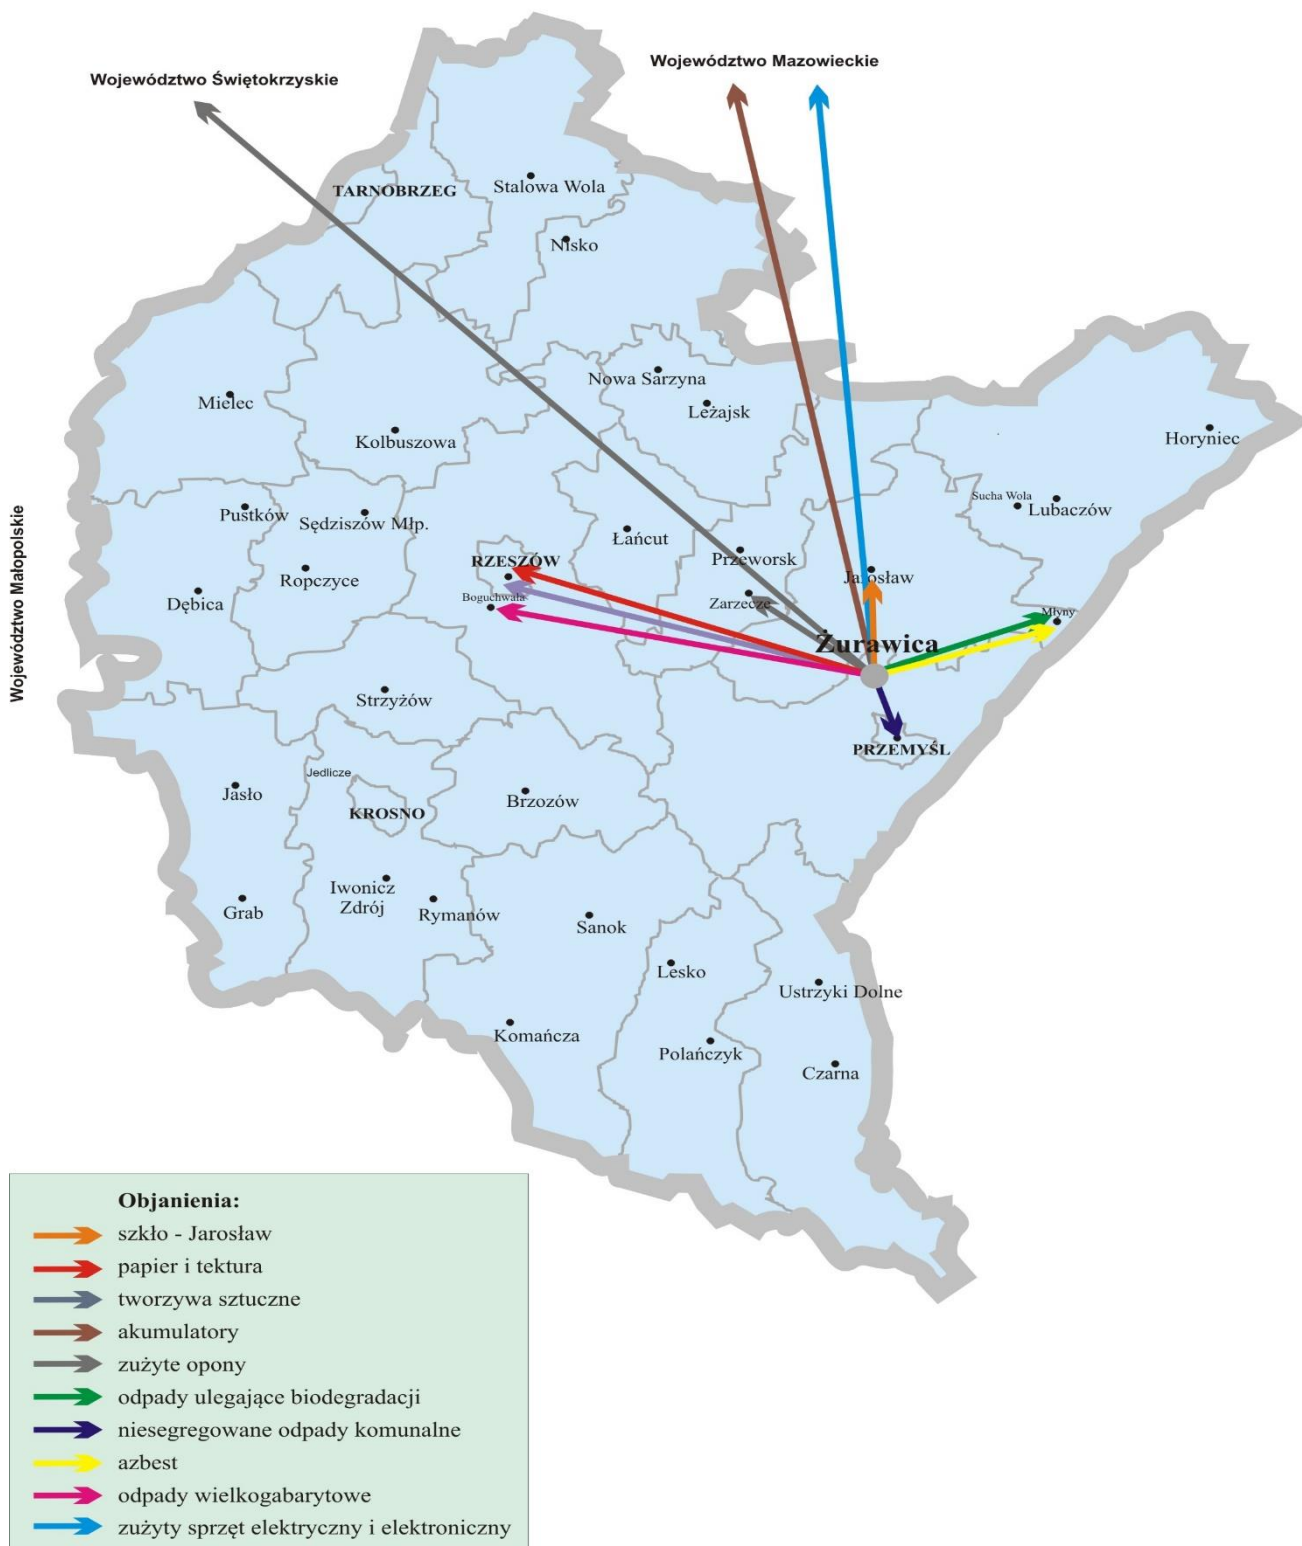 Województwo Mazowieckie
Województwo Świętokrzyskie
TARNOBRZEG
Stalowa Wola
Nisko
Nowa Sarzyna
Mielec
Leżajsk
Kolbuszowa
Horyniec
Województwo Małopolskie
Pustków
Sędziszów Młp.
Sucha Wola
Lubaczów
Łańcut
Przeworsk
RZESZÓW
Ropczyce
Jarosław
Dębica
Boguchwała
Zarzecze
Młyny
Żurawica
Strzyżów
PRZEMYŚL
Jedlicze
Jasło
KROSNO
Brzozów
Iwonicz
Zdrój
Grab
Rymanów
Sanok
Lesko
Ustrzyki Dolne
Komańcza
Polańczyk
Czarna
Objanienia:
szkło - Jarosław
papier i tektura
tworzywa sztuczne
akumulatory
zużyte opony
odpady ulegające biodegradacji
niesegregowane odpady komunalne
azbest
odpady wielkogabarytowe
zużyty sprzęt elektryczny i elektroniczny